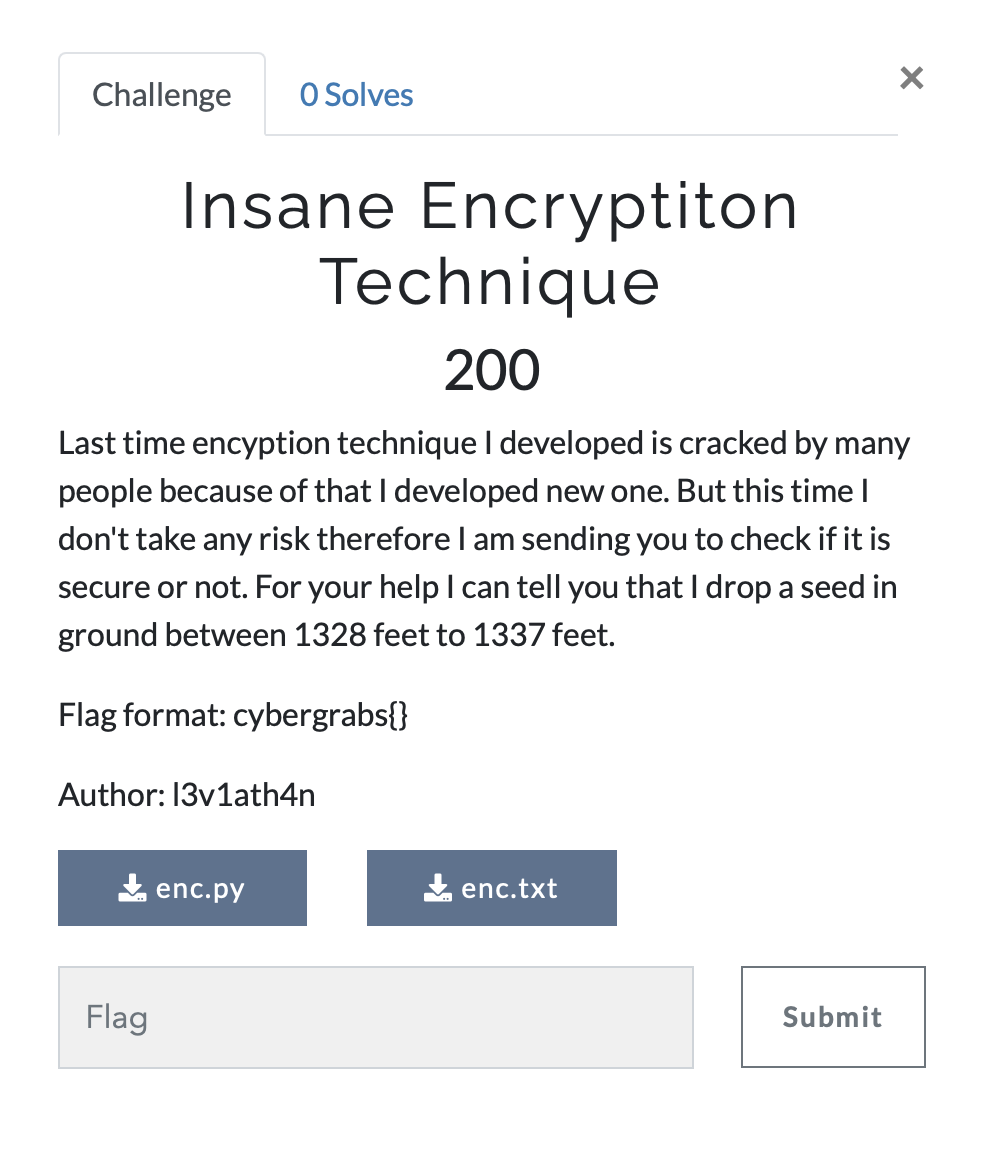 Challenge
0 Solves
×
Insane Encryptiton
Technique
200
Last time encyption technique I developed is cracked by many
people because of that I developed new one. But this time I
don't take any risk therefore I am sending you to check if it is
secure or not. For your help I can tell you that I drop a seed in
ground between 1328 feet to 1337 feet.
Flag format: cybergrabs{}
Author: l3v1ath4n
enc.py
enc.txt
Flag
Submit